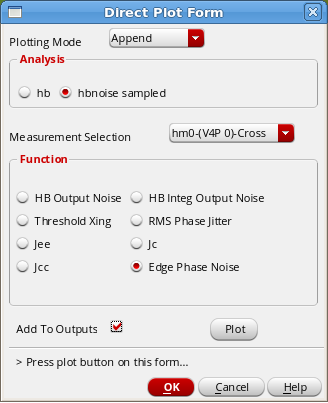 Direct Plot Form
Plotting Mode Append
Analysis
hb hbnoise sampled
Measurement Selection hm0-(V4P 0)-Cross
Function
HB Output Noise HB Integ Output Noise
Threshold Xing RMS Phase Jitter
Jee Jc
Jcc Edge Phase Noise
Add To Outputs Plot
> Press plot button on this form...
OK Cancel Help